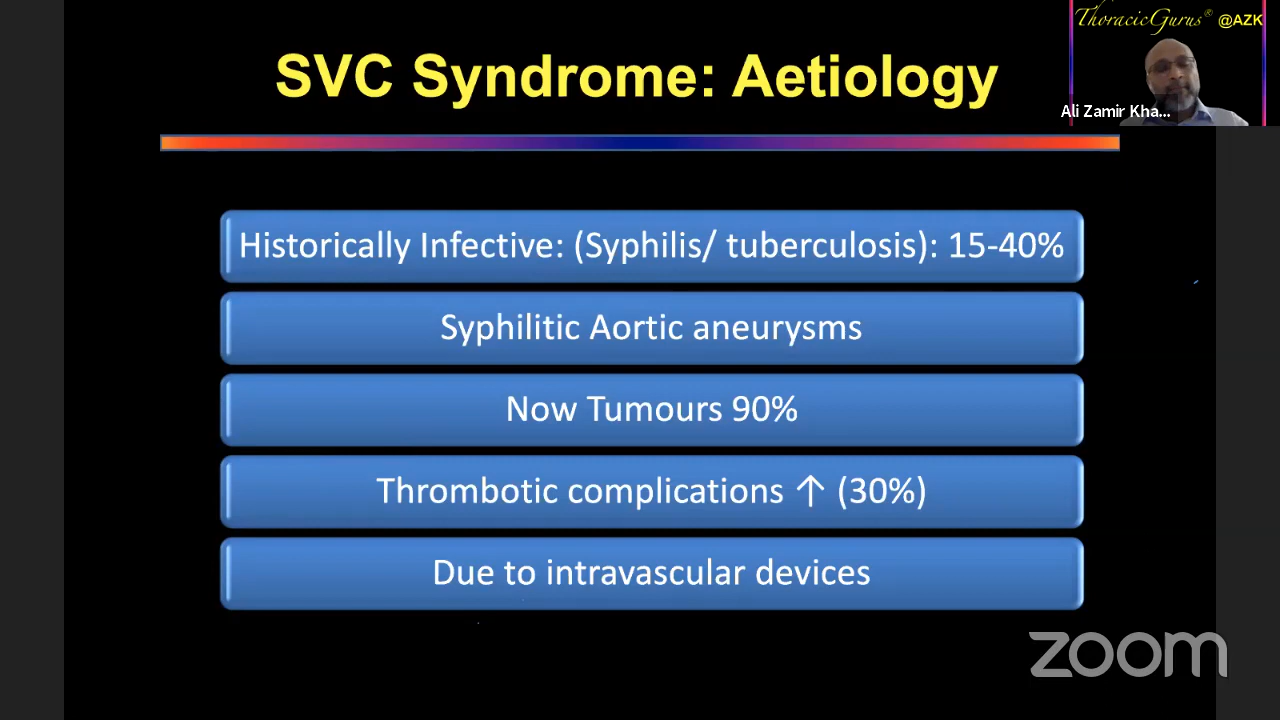 ThoracicGurus® @AZK
SVC Syndrome: Aetiology
Ali Zamir Kha...
Historically Infective: (Syphilis/ tuberculosis): 15-40%
Syphilitic Aortic aneurysms
Now Tumours 90%
Thrombotic complications ↑ (30%)
Due to intravascular devices
zoom